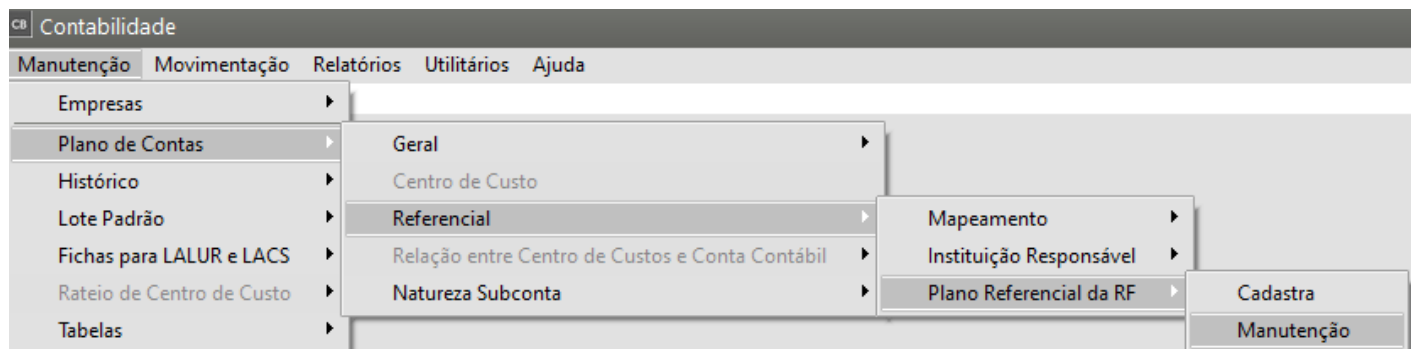 CB Contabilidade
Manutenção Movimentação Relatórios Utilitários Ajuda
Empresas
Plano de Contas Geral
Histórico Centro de Custo
Lote Padrão Referencial Mapeamento
Fichas para LALUR e LACS Relação entre Centro de Custos e Conta Contábil Instituição Responsável
Rateio de Centro de Custo Natureza Subconta Plano Referencial da RF Cadastra
Tabelas Manutenção